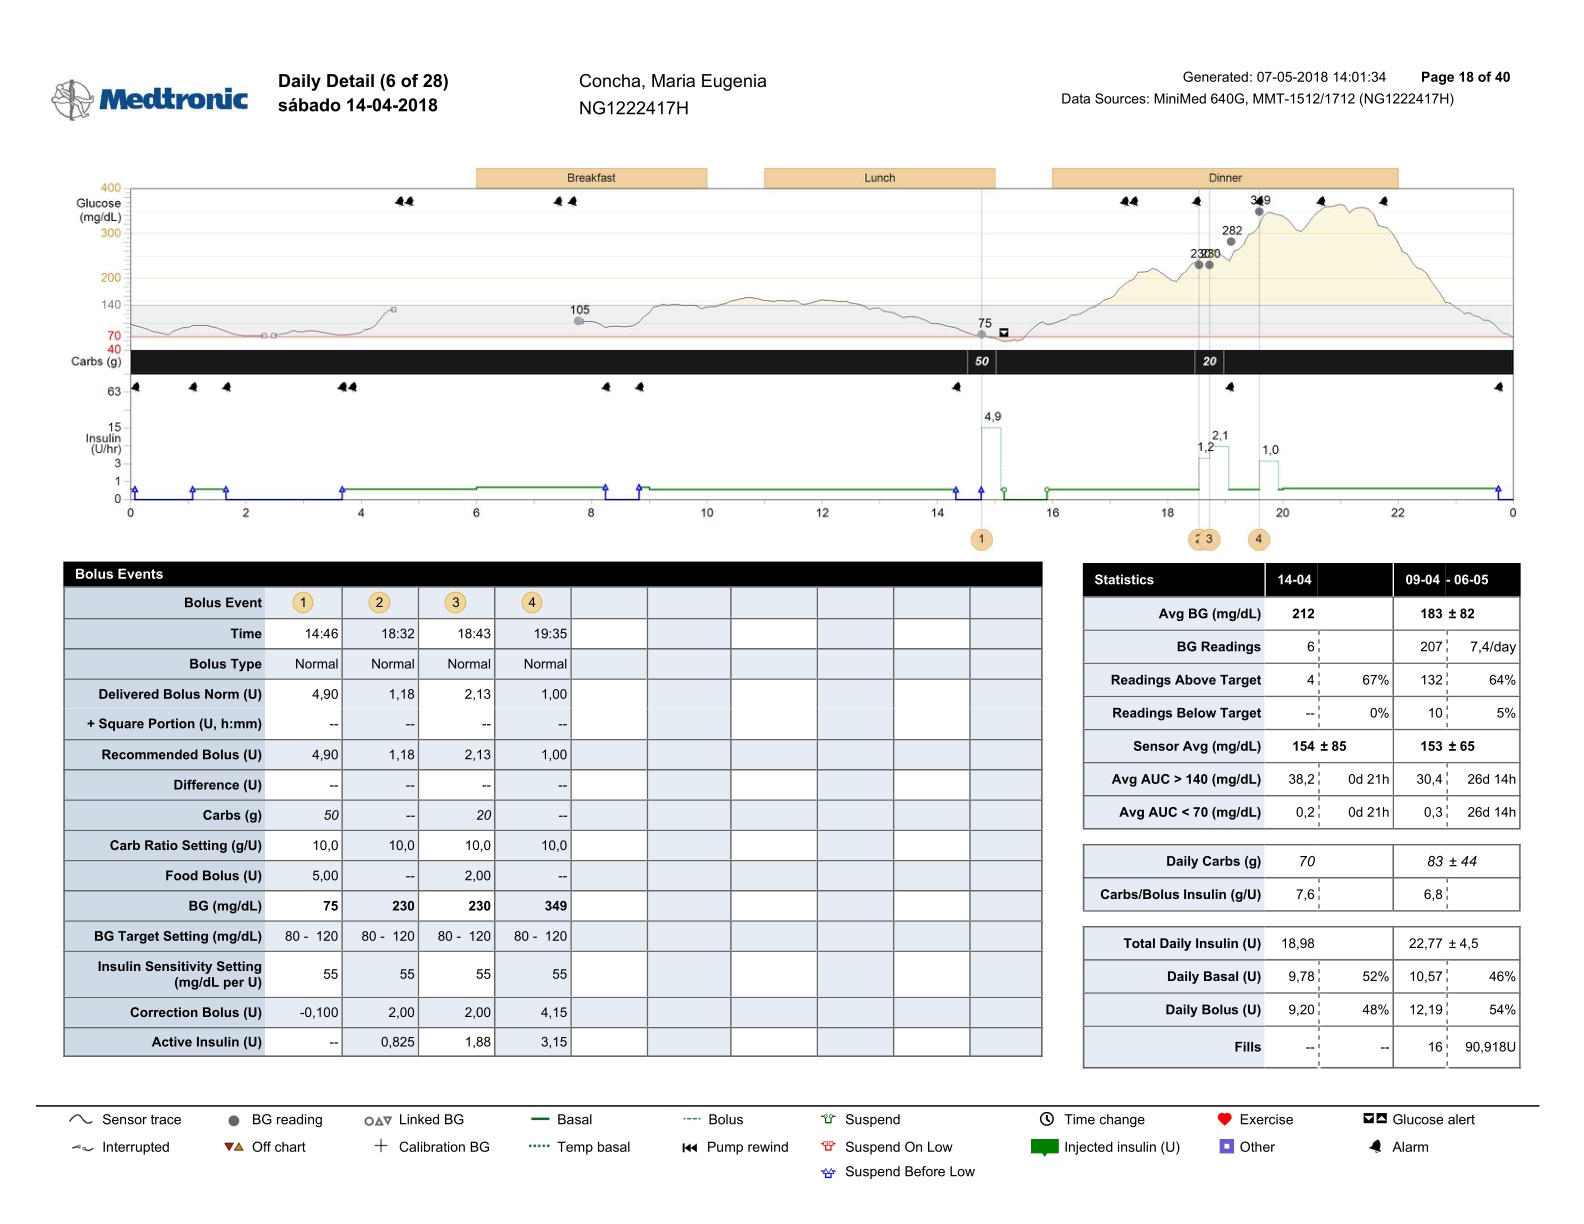 Medtronic
Daily Detail (6 of 28)
sábado 14-04-2018
Concha, Maria Eugenia
NG1222417H
Generated: 07-05-2018 14:01:34 Page 18 of 40
Data Sources: MiniMed 640G, MMT-1512/1712 (NG1222417H)
Breakfast Lunch Dinner
400
Glucose
(mg/dL)
300
200
140
70
40
105
75
230
282
349
Carbs (g) 50 20
63
15
Insulin
(U/hr)
3
1
0
4,9
1,2
2,1
1,0
0 2 4 6 8 10 12 14 16 18 20 22 0
1 2 3 4
Bolus Events
Bolus Event 1 2 3 4
Time 14:46 18:32 18:43 19:35
Bolus Type Normal Normal Normal Normal
Delivered Bolus Norm (U) 4,90 1,18 2,13 1,00
+ Square Portion (U, h:mm) -- -- -- --
Recommended Bolus (U) 4,90 1,18 2,13 1,00
Difference (U) -- -- -- --
Carbs (g) 50 -- 20 --
Carb Ratio Setting (g/U) 10,0 10,0 10,0 10,0
Food Bolus (U) 5,00 -- 2,00 --
BG (mg/dL) 75 230 230 349
BG Target Setting (mg/dL) 80 - 120 80 - 120 80 - 120 80 - 120
Insulin Sensitivity Setting
(mg/dL per U) 55 55 55 55
Correction Bolus (U) -0,100 2,00 2,00 4,15
Active Insulin (U) -- 0,825 1,88 3,15
Statistics 14-04 09-04 - 06-05
Avg BG (mg/dL) 212 183 ± 82
BG Readings 6 207 7,4/day
Readings Above Target 4 67% 132 64%
Readings Below Target -- 0% 10 5%
Sensor Avg (mg/dL) 154 ± 85 153 ± 65
Avg AUC > 140 (mg/dL) 38,2 0d 21h 30,4 26d 14h
Avg AUC < 70 (mg/dL) 0,2 0d 21h 0,3 26d 14h
Daily Carbs (g) 70 83 ± 44
Carbs/Bolus Insulin (g/U) 7,6 6,8
Total Daily Insulin (U) 18,98 22,77 ± 4,5
Daily Basal (U) 9,78 52% 10,57 46%
Daily Bolus (U) 9,20 48% 12,19 54%
Fills -- -- 16 90,918U
Sensor trace BG reading Linked BG Basal Bolus Suspend Time change Exercise Glucose alert
Interrupted Off chart Calibration BG Temp basal Pump rewind Suspend On Low Injected insulin (U) Other Alarm
Suspend Before Low